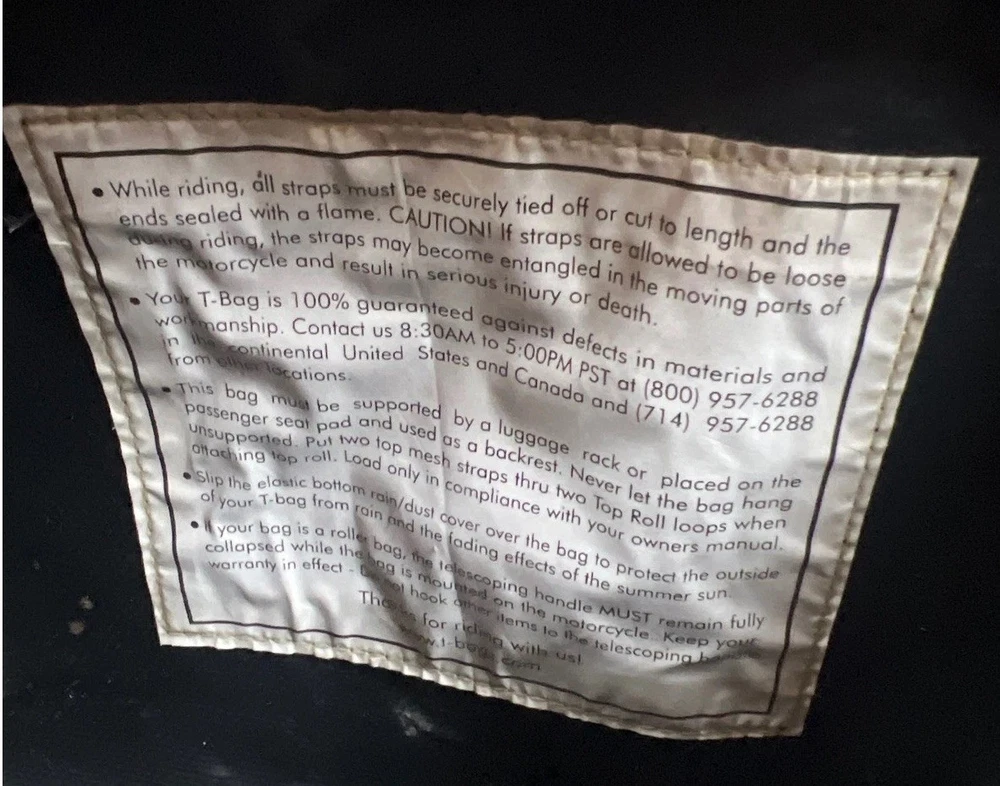 • While riding, all straps must be securely tied off or cut to length and the
ends sealed with a flame. CAUTION! If straps are allowed to be loose
during riding, the straps may become entangled in the moving parts of
the motorcycle and result in serious injury or death.
• Your T-Bag is 100% guaranteed against defects in materials and
workmanship. Contact us 8:30AM to 5:00PM PST at (800) 957-6288
in the continental United States and Canada and (714) 957-6288
from other locations.
• This bag must be supported by a luggage rack or placed on the
passenger seat pad and used as a backrest. Never let the bag hang
unsupported. Put two top mesh straps thru two Top Roll loops when
attaching top roll. Load only in compliance with your owners manual.
• Slip the elastic bottom rain/dust cover over the bag to protect the outside
of your T-bag from rain and the fading effects of the summer sun.
• If your bag is a roller bag, the telescoping handle MUST remain fully
collapsed while the bag is mounted on the motorcycle. Keep your
warranty in effect - Do not hook other items to the telescoping
for riding with us!
www.t-bags.com